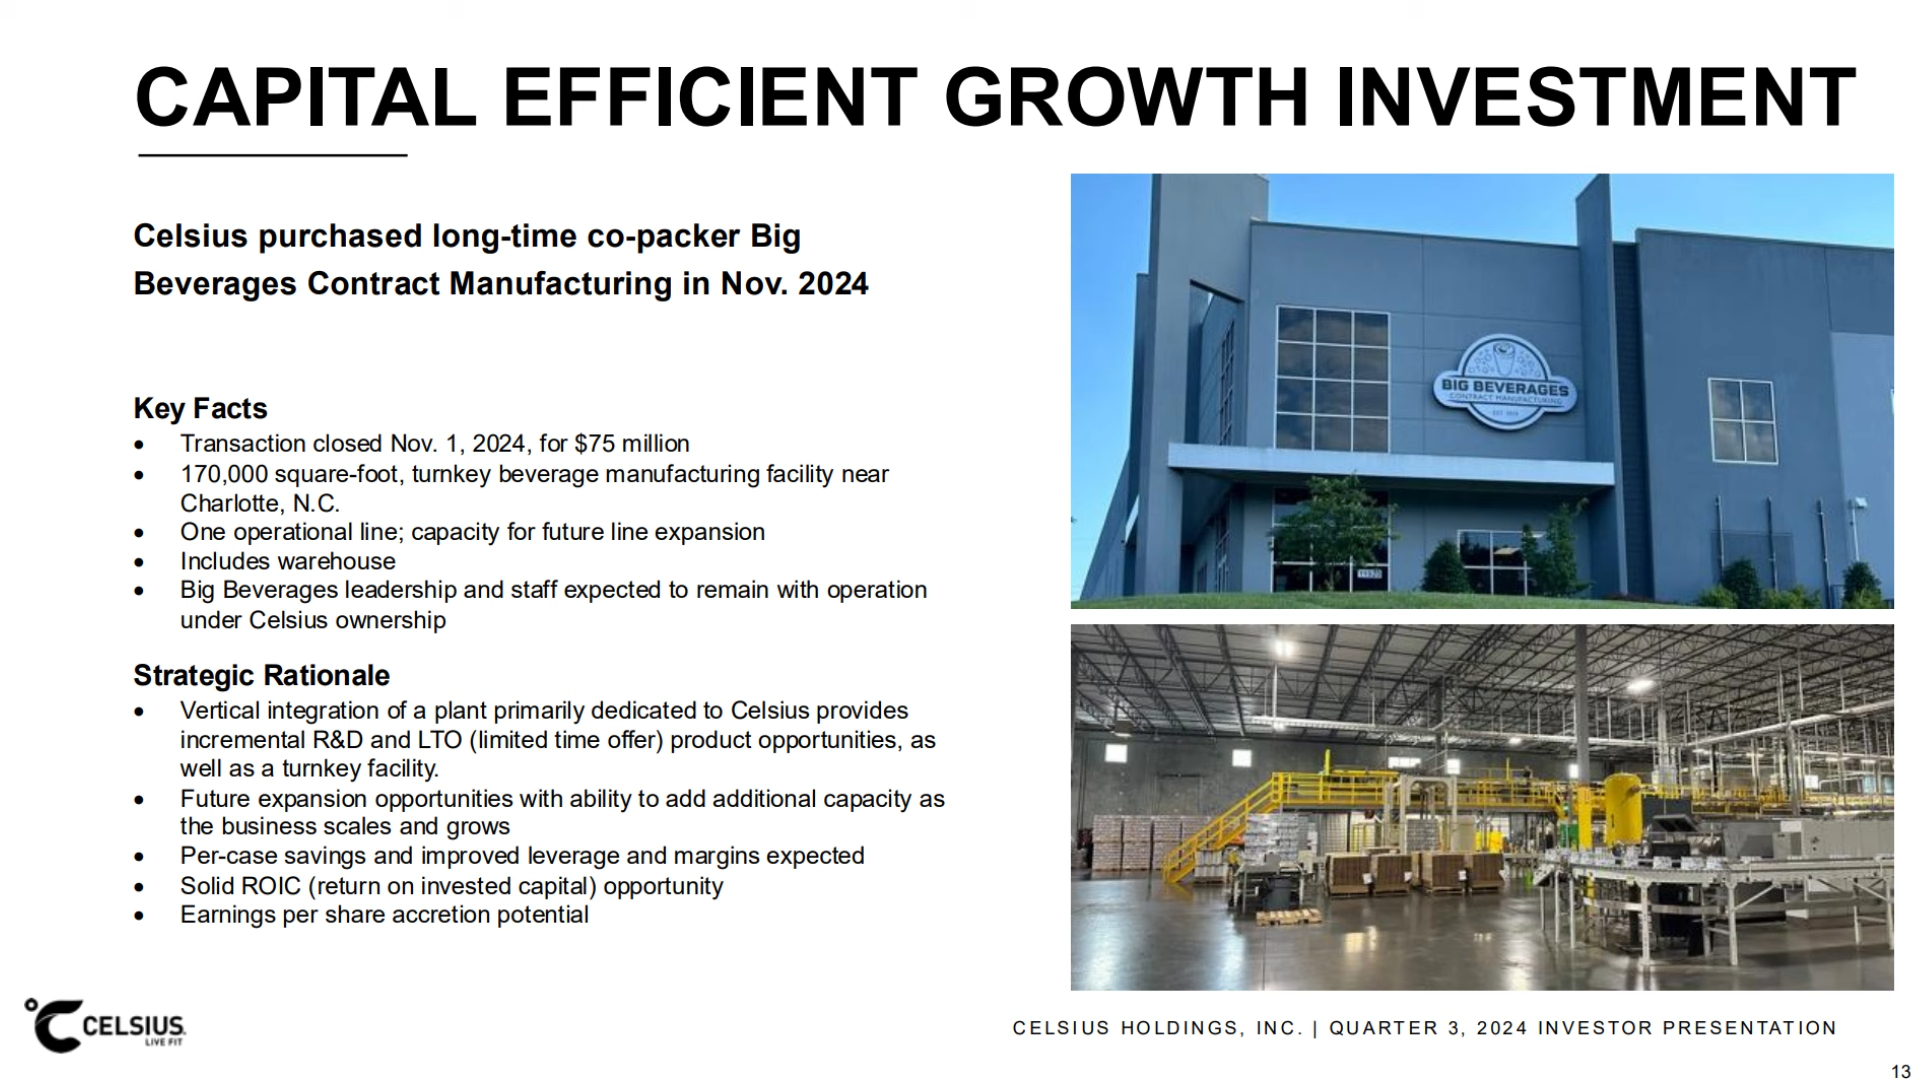 CAPITAL EFFICIENT GROWTH INVESTMENT
Celsius purchased long-time co-packer Big
Beverages Contract Manufacturing in Nov. 2024
Key Facts
• Transaction closed Nov. 1, 2024, for $75 million
• 170,000 square-foot, turnkey beverage manufacturing facility near
Charlotte, N.C.
• One operational line; capacity for future line expansion
• Includes warehouse
• Big Beverages leadership and staff expected to remain with operation
under Celsius ownership
Strategic Rationale
• Vertical integration of a plant primarily dedicated to Celsius provides
incremental R&D and LTO (limited time offer) product opportunities, as
well as a turnkey facility.
• Future expansion opportunities with ability to add additional capacity as
the business scales and grows
• Per-case savings and improved leverage and margins expected
• Solid ROIC (return on invested capital) opportunity
• Earnings per share accretion potential
BIG BEVERAGES
CONTRACT MANUFACTURING
CELSIUS
LIVE FIT
CELSIUS HOLDINGS, INC. | QUARTER 3, 2024 INVESTOR PRESENTATION
13